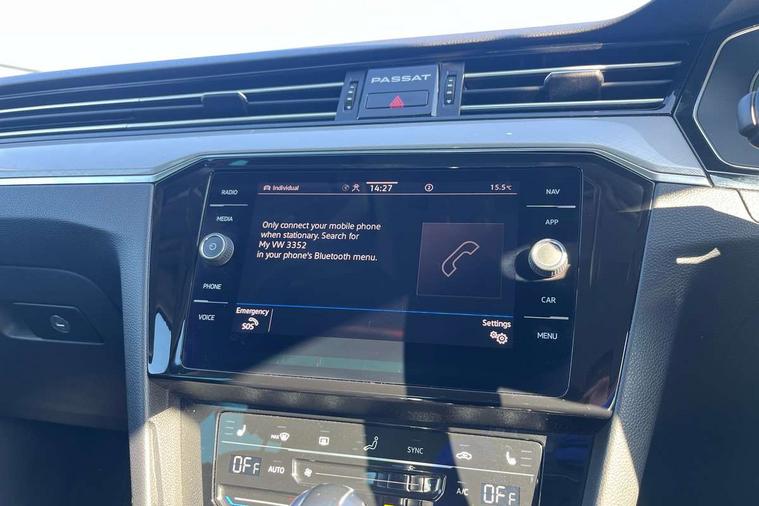 PASSAT
RADIO
Individual
14:27
15.5°C
NAV
MEDIA
APP
Only connect your mobile phone
when stationary. Search for
My VW 3352
in your phone's Bluetooth menu.
PHONE
CAR
VOICE
Emergency
SOS
Settings
MENU
MAX
SYNC
OFF
AUTO
A/C
OFF